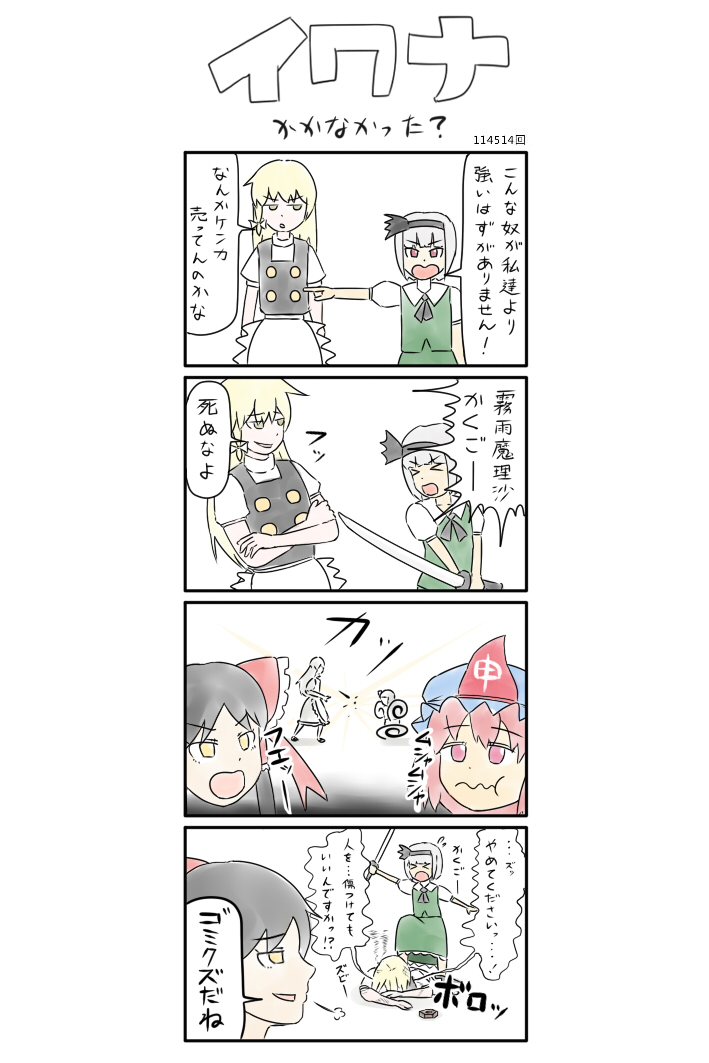 イワナ
かかなかった？
114514回
こんな奴が私達より
強いはずがありません！
なんかケンカ
売ってんのかな
霧雨魔理沙
かくごー
フッ
死ぬなよ
カッ
フエッー
ムシャムシャ
申
・・・ズッ
やめてくださいっ・・・！
かくごー
人を・・・傷つけても
いいんですかっ！？
ズビー
ボロッ
ゴミクズだね